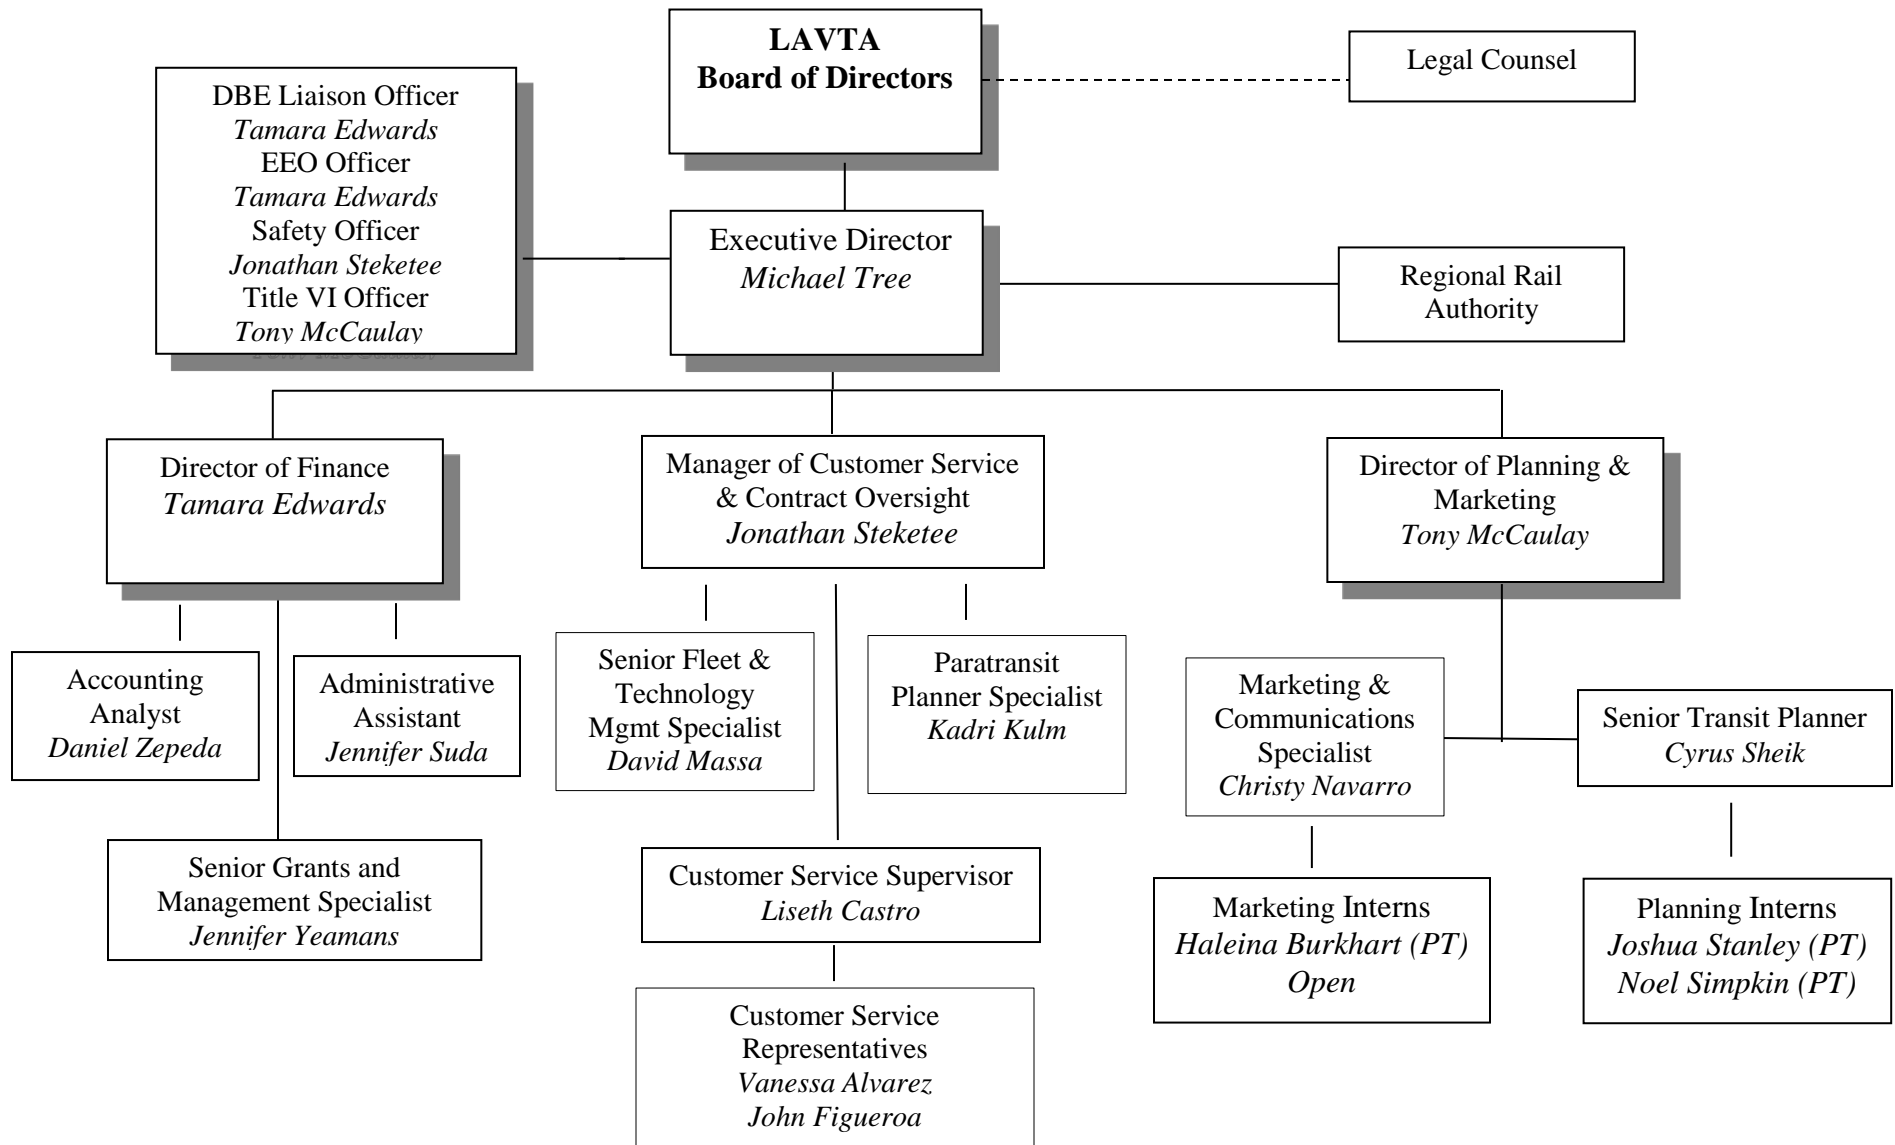 LAVTA
Board of Directors
Legal Counsel
DBE Liaison Officer
Tamara Edwards
EEO Officer
Tamara Edwards
Safety Officer
Jonathan Steketee
Title VI Officer
Tony McCaulay
Executive Director
Michael Tree
Regional Rail
Authority
Director of Finance
Tamara Edwards
Manager of Customer Service
& Contract Oversight
Jonathan Steketee
Director of Planning &
Marketing
Tony McCaulay
Accounting
Analyst
Daniel Zepeda
Administrative
Assistant
Jennifer Suda
Senior Fleet &
Technology
Mgmt Specialist
David Massa
Paratransit
Planner Specialist
Kadri Kulm
Marketing &
Communications
Specialist
Christy Navarro
Senior Transit Planner
Cyrus Sheik
Senior Grants and
Management Specialist
Jennifer Yeamans
Customer Service Supervisor
Liseth Castro
Marketing Interns
Haleina Burkhart (PT)
Open
Planning Interns
Joshua Stanley (PT)
Noel Simpkin (PT)
Customer Service
Representatives
Vanessa Alvarez
John Figueroa